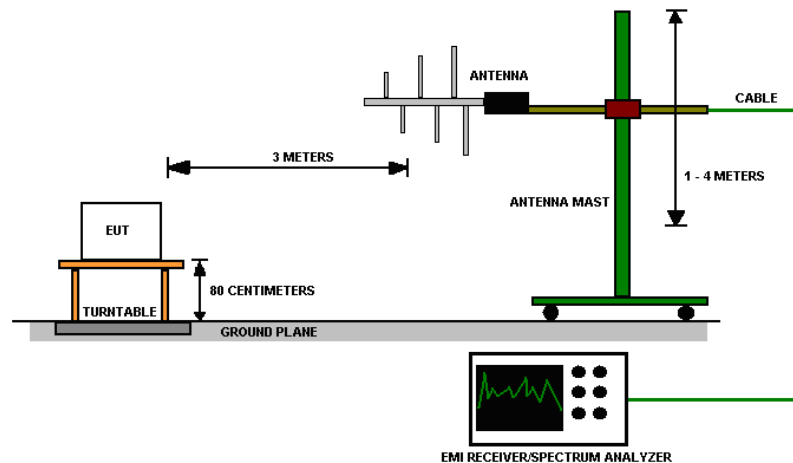 ANTENNA
CABLE
3 METERS
1 - 4 METERS
ANTENNA MAST
EUT
80 CENTIMETERS
TURNTABLE
GROUND PLANE
EMI RECEIVER/SPECTRUM ANALYZER